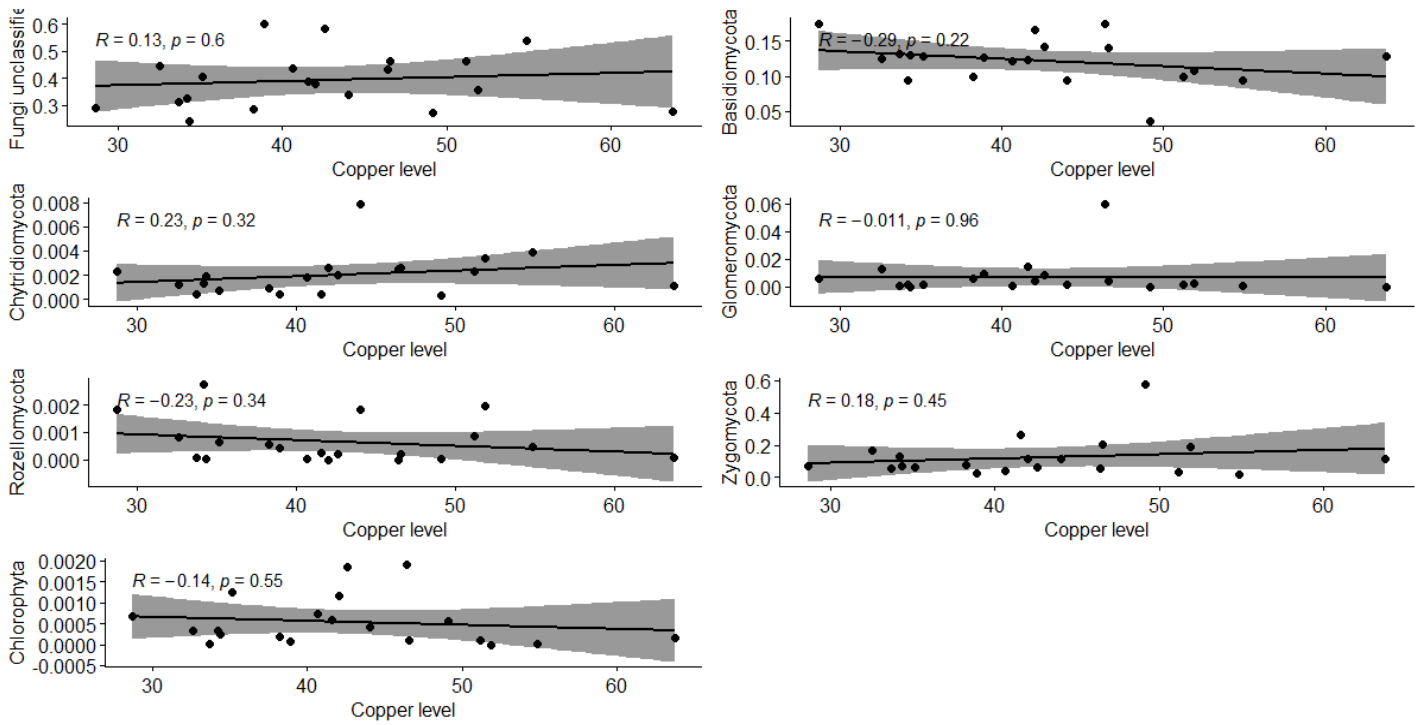 Fungi unclassifie
0.6
0.5
0.4
0.3
R = 0.13, p = 0.6
30 40 50 60
Copper level
Basidiomycota
0.15
0.10
0.05
R = −0.29, p = 0.22
30 40 50 60
Copper level
Chytridiomycota
0.008
0.006
0.004
0.002
0.000
R = 0.23, p = 0.32
30 40 50 60
Copper level
Glomeromycota
0.06
0.04
0.02
0.00
R = −0.011, p = 0.96
30 40 50 60
Copper level
Rozellomycota
0.002
0.001
0.000
R = −0.23, p = 0.34
30 40 50 60
Copper level
Zygomycota
0.6
0.4
0.2
0.0
R = 0.18, p = 0.45
30 40 50 60
Copper level
Chlorophyta
0.0020
0.0015
0.0010
0.0005
0.0000
-0.0005
R = −0.14, p = 0.55
30 40 50 60
Copper level